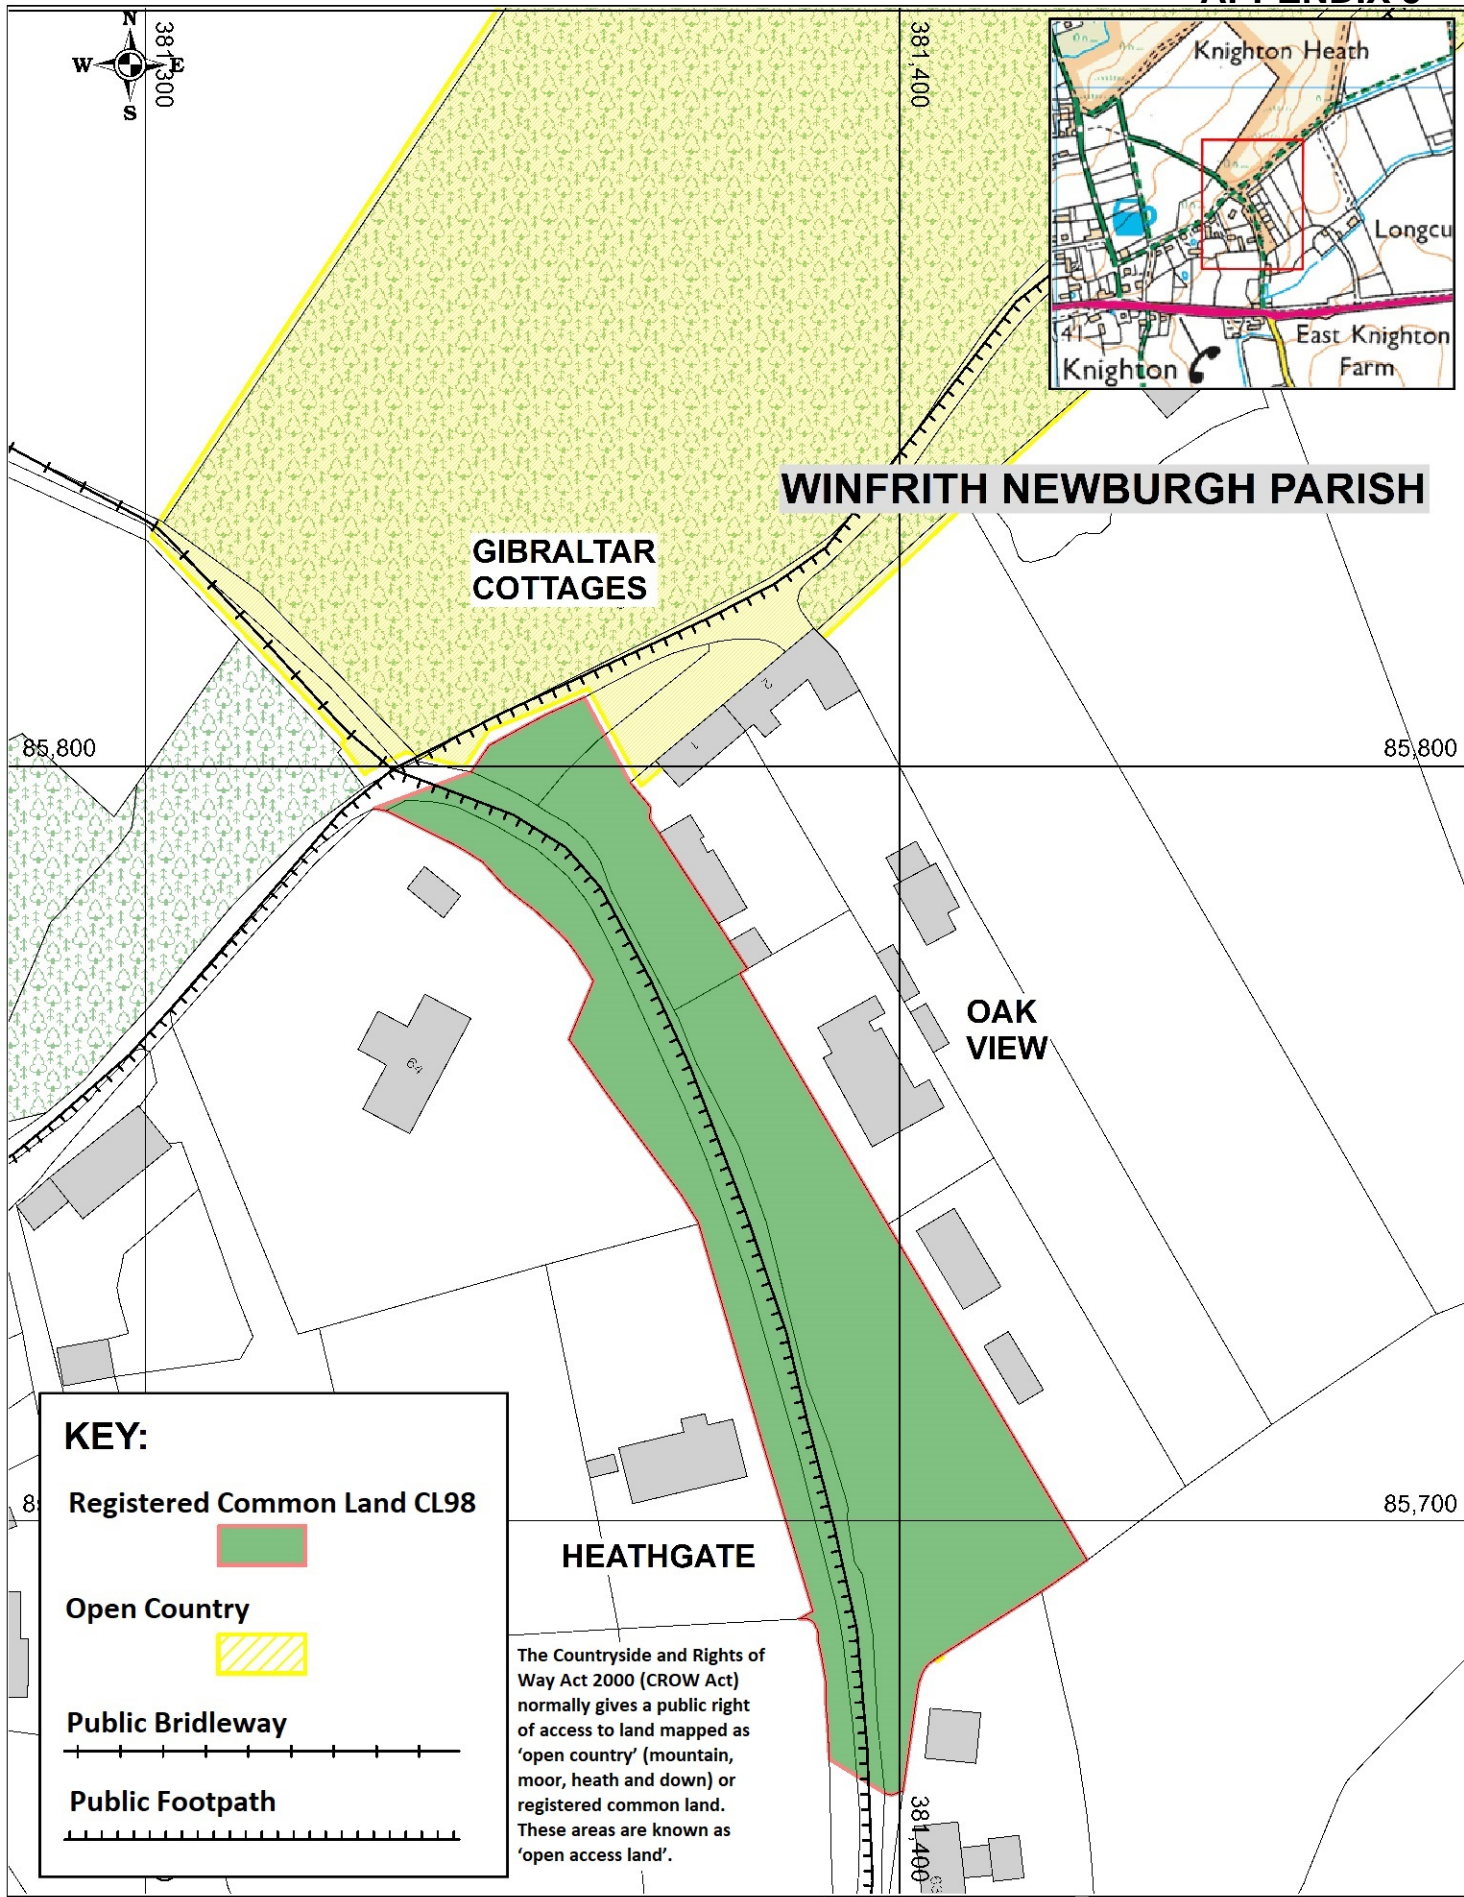 N
W E
S
381,300
381,400
Knighton Heath
Longcu
East Knighton
Farm
41
Knighton
WINFRITH NEWBURGH PARISH
GIBRALTAR
COTTAGES
2
1
85,800
85,800
64
OAK
VIEW
KEY:
Registered Common Land CL98
Open Country
Public Bridleway
Public Footpath
85,700
HEATHGATE
The Countryside and Rights of
Way Act 2000 (CROW Act)
normally gives a public right
of access to land mapped as
‘open country’ (mountain,
moor, heath and down) or
registered common land.
These areas are known as
‘open access land’.
381,400
63